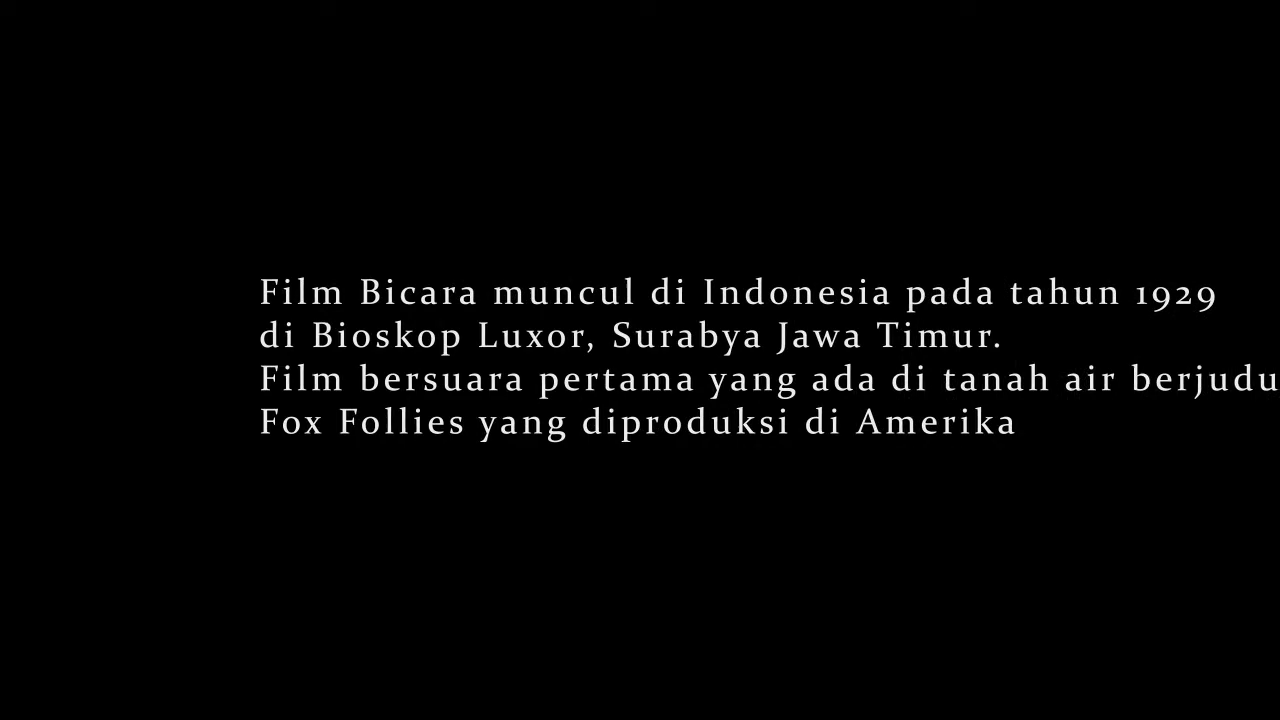 Film Bicara muncul di Indonesia pada tahun 1929
di Bioskop Luxor, Surabya Jawa Timur.
Film bersuara pertama yang ada di tanah air berjudu
Fox Follies yang diproduksi di Amerika